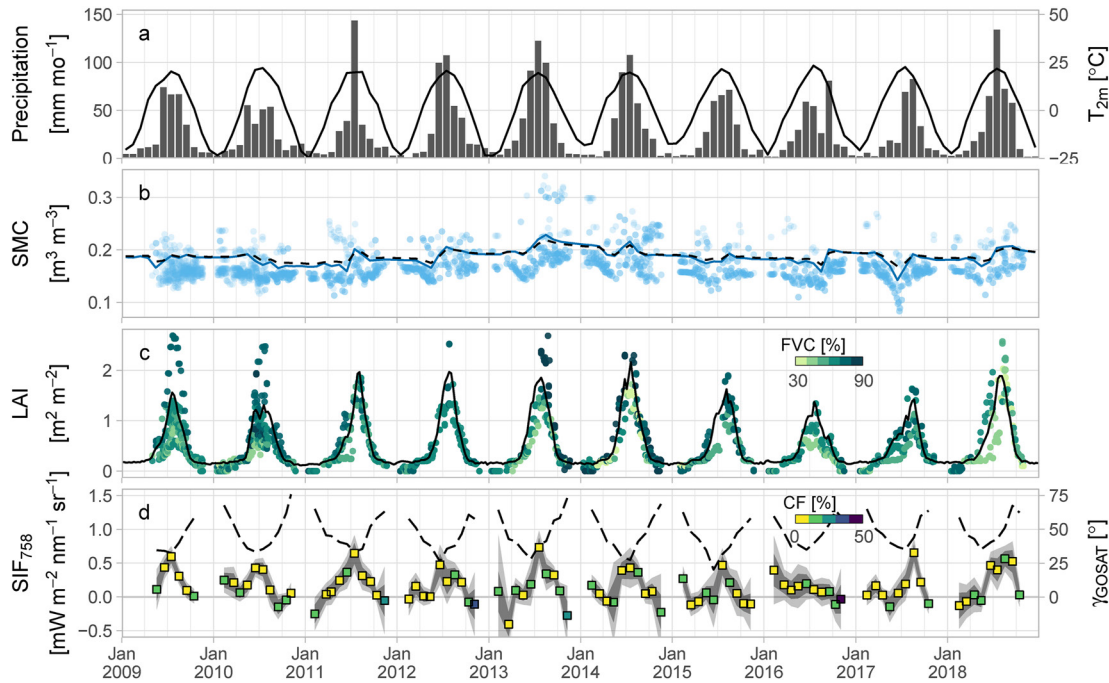 a
Precipitation
[mm mo⁻¹]
150
100
50
0
50
25
0
−25
T2m [°C]
b
SMC
[m³ m⁻³]
0.3
0.2
0.1
c
LAI
[m² m⁻²]
2
1
0
FVC [%]
30 90
d
SIF758
[mW m⁻² nm⁻¹ sr⁻¹]
1.5
1.0
0.5
0.0
−0.5
CF [%]
0 50
75
50
25
0
γGOSAT [°]
Jan Jan Jan Jan Jan Jan Jan Jan Jan Jan
2009 2010 2011 2012 2013 2014 2015 2016 2017 2018